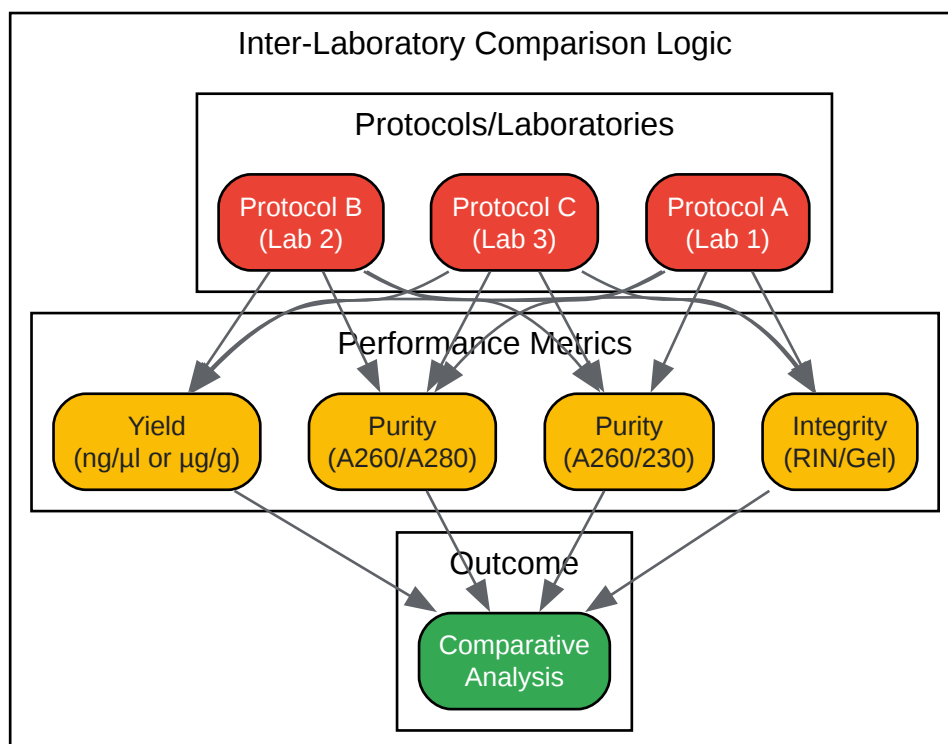 Inter-Laboratory Comparison Logic
Protocols/Laboratories
Protocol B
(Lab 2)
Protocol C
(Lab 3)
Protocol A
(Lab 1)
Performance Metrics
Yield
(ng/µl or µg/g)
Purity
(A260/A280)
Purity
(A260/230)
Integrity
(RIN/Gel)
Outcome
Comparative
Analysis